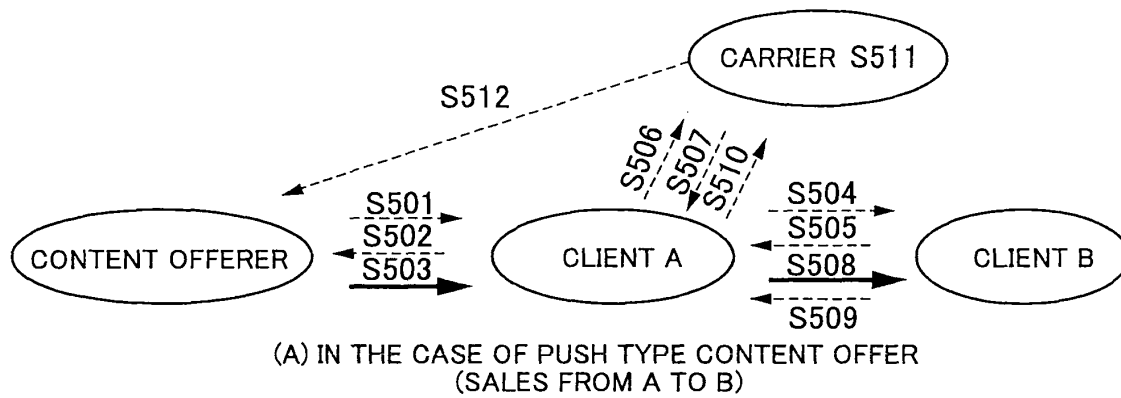 CARRIER S511
S512
S506
S507
S510
S501
S504
S502
S505
CONTENT OFFERER
CLIENT A
CLIENT B
S503
S508
S509
(A) IN THE CASE OF PUSH TYPE CONTENT OFFER
(SALES FROM A TO B)